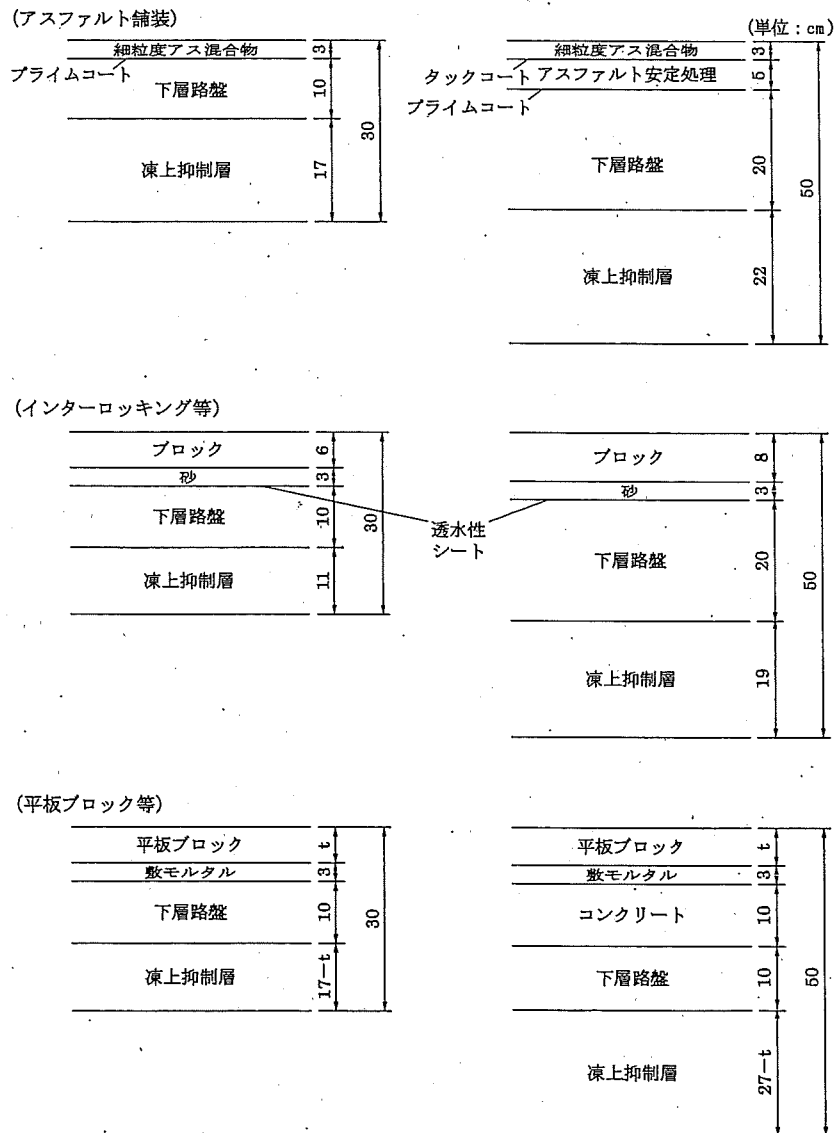 (アスファルト舗装)
細粒度アス混合物
3
プライムコート
下層路盤
10
凍上抑制層
17
30
(単位:cm)
細粒度アス混合物
3
タックコート
アスファルト安定処理
5
プライムコート
下層路盤
20
凍上抑制層
22
50
(インターロッキング等)
ブロック
6
砂
3
下層路盤
10
凍上抑制層
11
30
透水性
シート
ブロック
8
砂
3
下層路盤
20
凍上抑制層
19
50
(平板ブロック等)
平板ブロック
t
敷モルタル
3
下層路盤
10
凍上抑制層
17-t
30
平板ブロック
t
敷モルタル
3
コンクリート
10
下層路盤
10
凍上抑制層
27-t
50